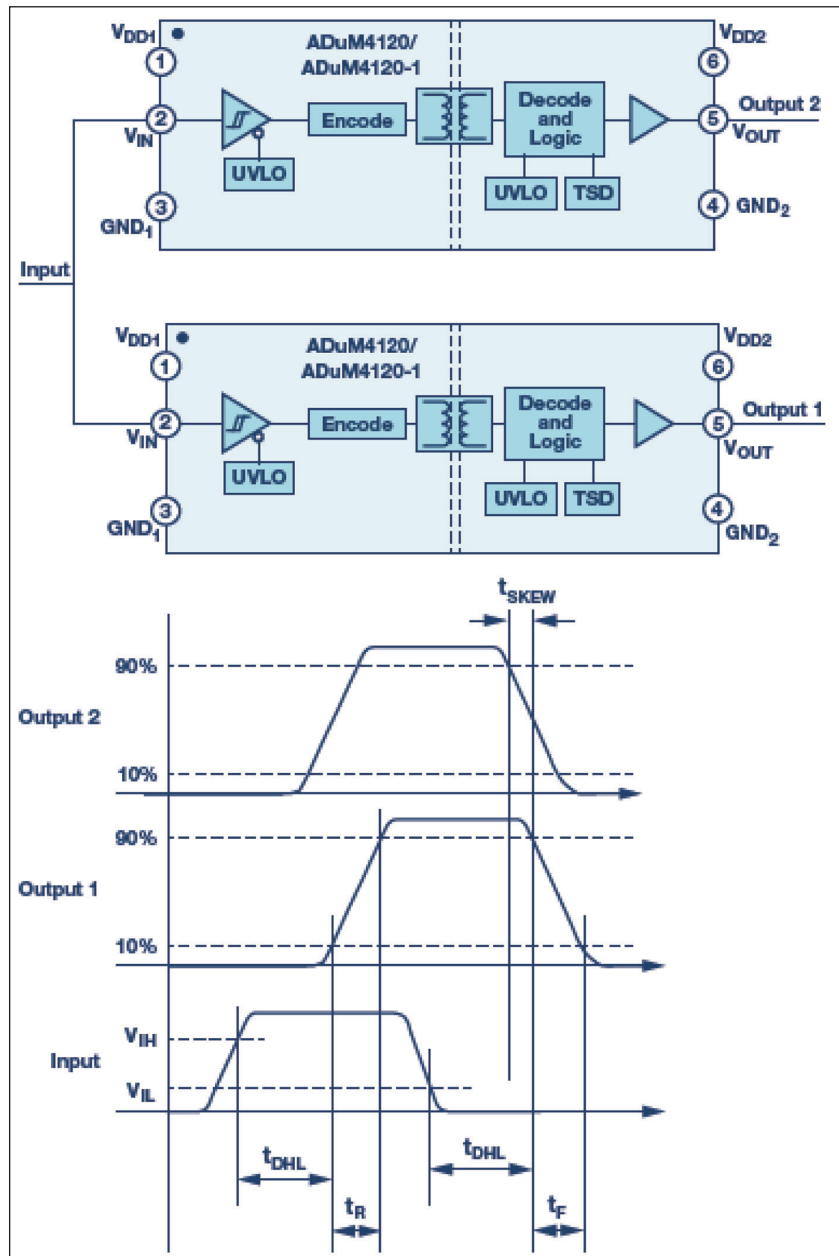 VDD1
VDD2
ADuM4120/
ADuM4120-1
1
6
2
VIN
Encode
Decode
and
Logic
5
Output 2
VOUT
UVLO
UVLO
TSD
3
GND1
4
GND2
Input
VDD1
VDD2
ADuM4120/
ADuM4120-1
1
6
2
VIN
Encode
Decode
and
Logic
5
Output 1
VOUT
UVLO
UVLO
TSD
3
GND1
4
GND2
tSKEW
90%
Output 2
10%
90%
Output 1
10%
VIH
Input
VIL
tDHL
tDHL
tR
tF